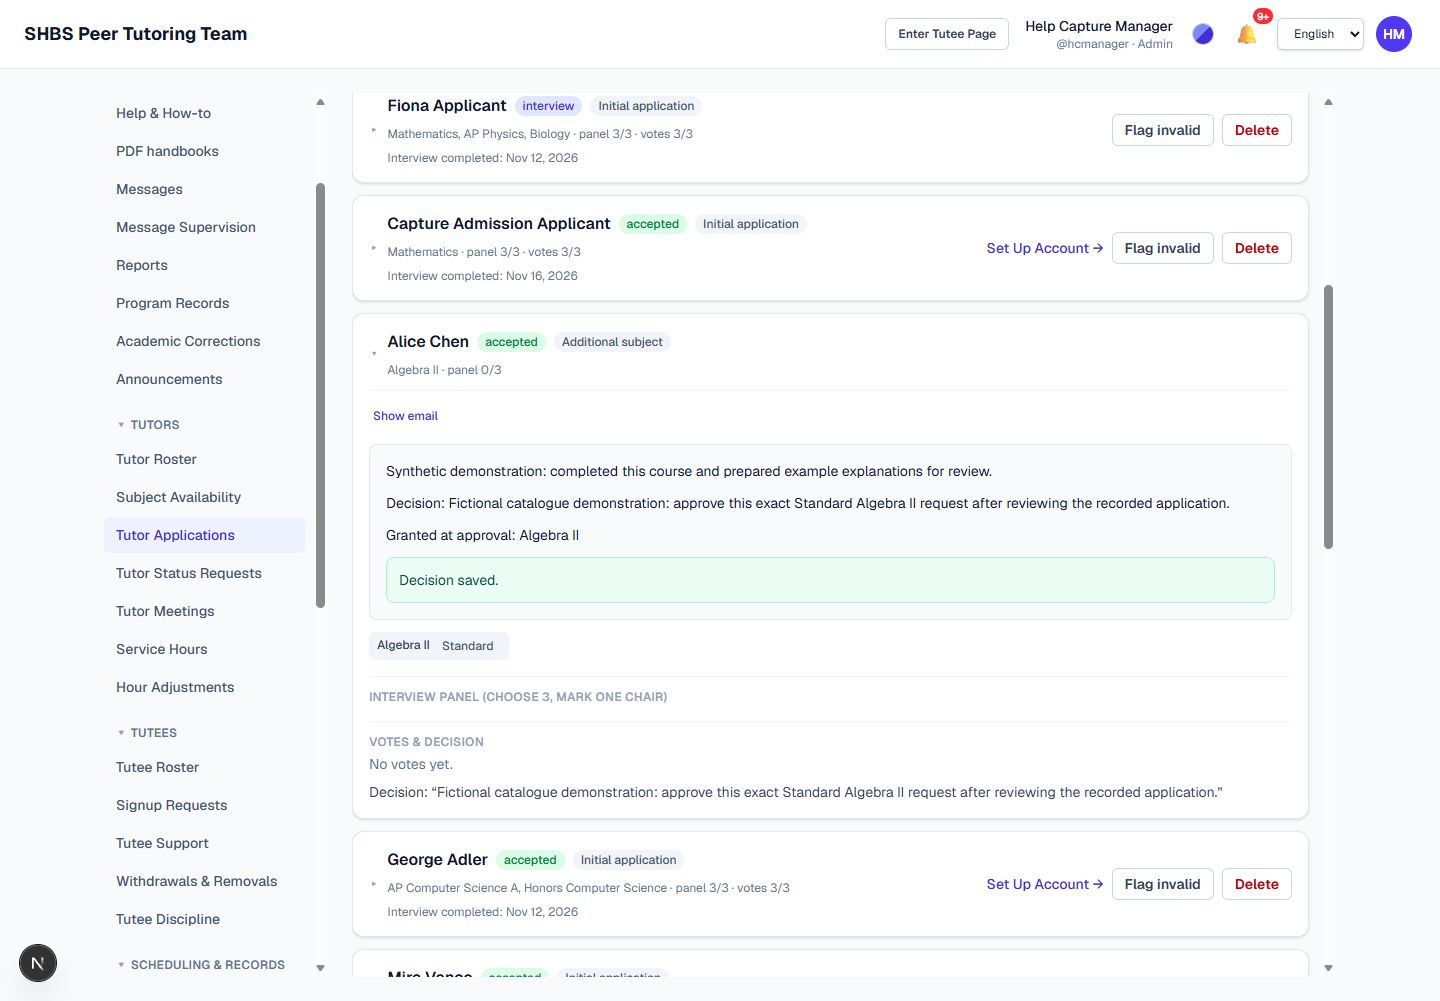 SHBS Peer Tutoring Team
Enter Tutee Page
Help Capture Manager
@hcmanager · Admin
9+
English
HM
Help & How-to
PDF handbooks
Messages
Message Supervision
Reports
Program Records
Academic Corrections
Announcements
TUTORS
Tutor Roster
Subject Availability
Tutor Applications
Tutor Status Requests
Tutor Meetings
Service Hours
Hour Adjustments
TUTEES
Tutee Roster
Signup Requests
Tutee Support
Withdrawals & Removals
Tutee Discipline
SCHEDULING & RECORDS
N
Fiona Applicant interview Initial application
Mathematics, AP Physics, Biology · panel 3/3 · votes 3/3
Interview completed: Nov 12, 2026
Flag invalid Delete
Capture Admission Applicant accepted Initial application
Mathematics · panel 3/3 · votes 3/3
Interview completed: Nov 16, 2026
Set Up Account → Flag invalid Delete
Alice Chen accepted Additional subject
Algebra II · panel 0/3
Show email
Synthetic demonstration: completed this course and prepared example explanations for review.
Decision: Fictional catalogue demonstration: approve this exact Standard Algebra II request after reviewing the recorded application.
Granted at approval: Algebra II
Decision saved.
Algebra II Standard
INTERVIEW PANEL (CHOOSE 3, MARK ONE CHAIR)
VOTES & DECISION
No votes yet.
Decision: “Fictional catalogue demonstration: approve this exact Standard Algebra II request after reviewing the recorded application.”
George Adler accepted Initial application
AP Computer Science A, Honors Computer Science · panel 3/3 · votes 3/3
Interview completed: Nov 12, 2026
Set Up Account → Flag invalid Delete
Mira Vance accepted Initial application